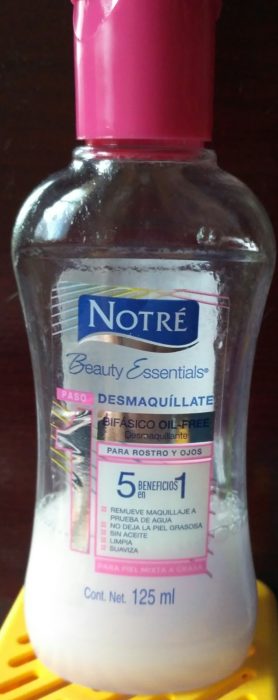 NOTRÉ
Beauty Essentials®
PASO
1
DESMAQUÍLLATE
BIFÁSICO OIL-FREE
Desmaquillante
PARA ROSTRO Y OJOS
5 BENEFICIOS en 1
REMUEVE MAQUILLAJE A
PRUEBA DE AGUA
NO DEJA LA PIEL GRASOSA
SIN ACEITE
LIMPIA
SUAVIZA
PARA PIEL MIXTA A GRASA
Cont. Net. 125 ml